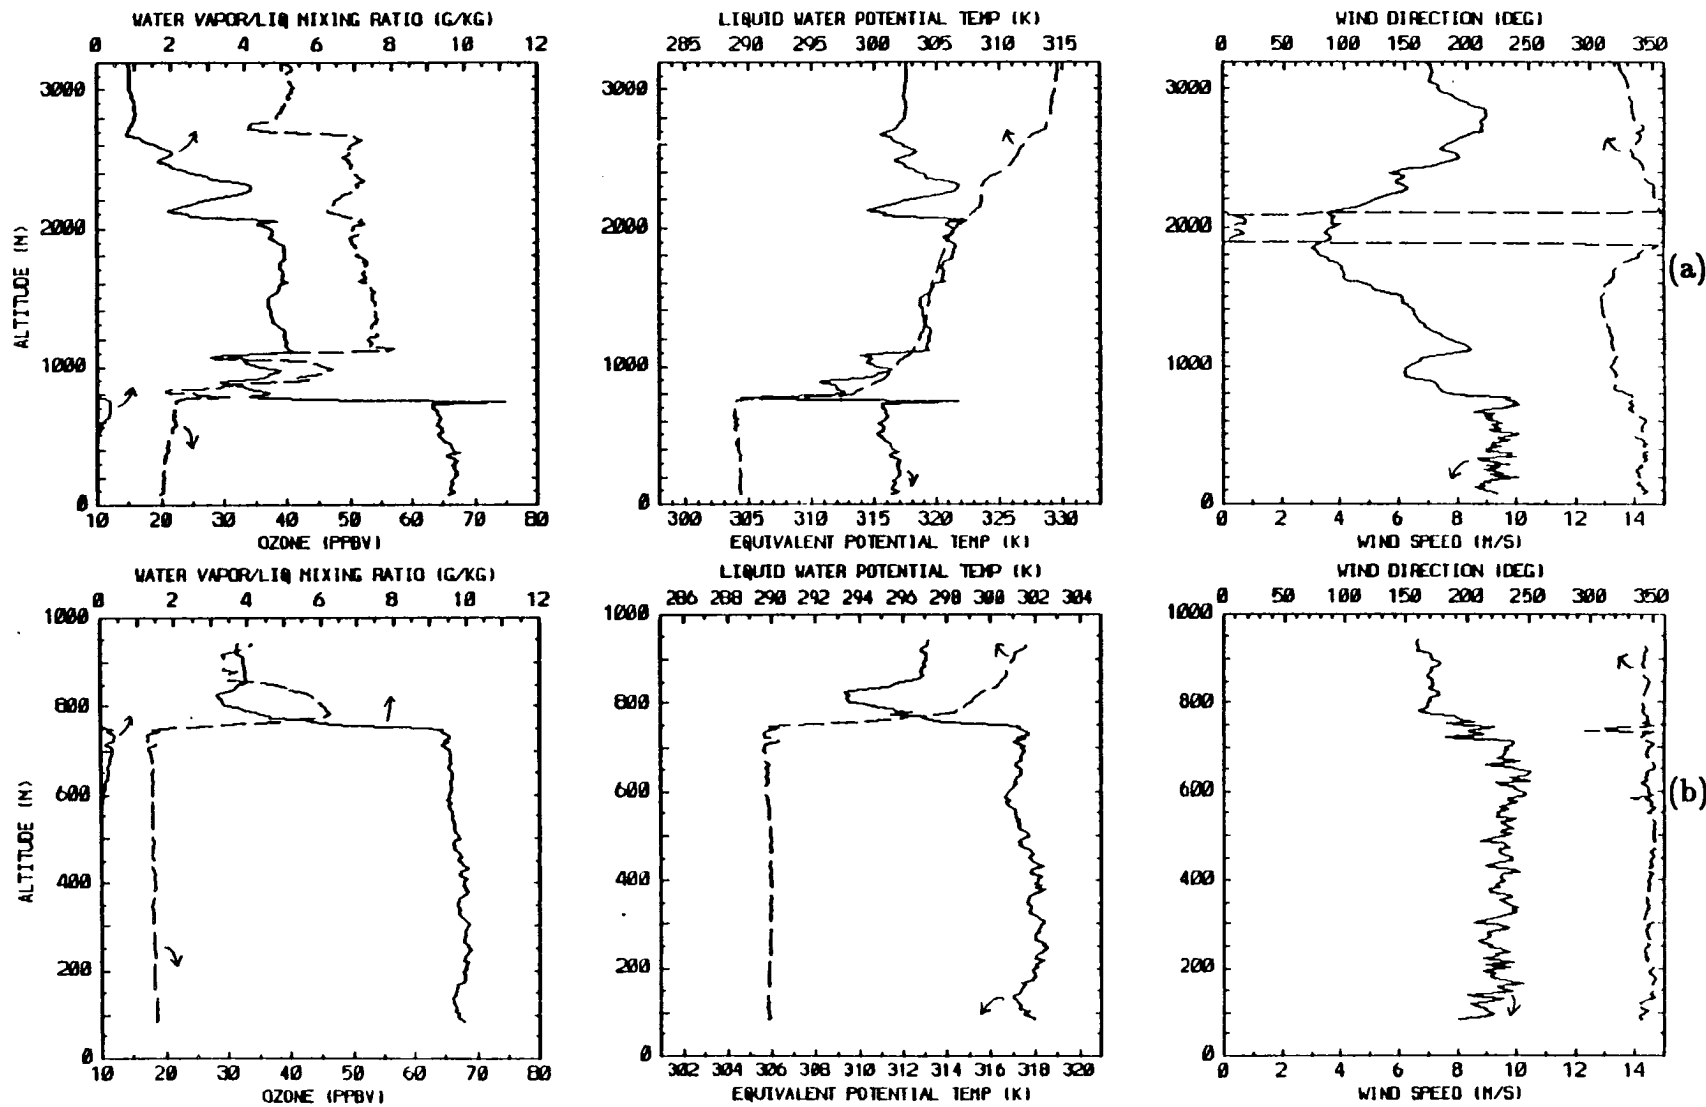 WATER VAPOR/LIQ MIXING RATIO (G/KG)
0 2 4 6 8 10 12
3000
2000
1000
0
ALTITUDE (M)
10 20 30 40 50 60 70 80
OZONE (PPBV)
LIQUID WATER POTENTIAL TEMP (K)
285 290 295 300 305 310 315
3000
2000
1000
0
300 305 310 315 320 325 330
EQUIVALENT POTENTIAL TEMP (K)
WIND DIRECTION (DEG)
0 50 100 150 200 250 300 350
3000
2000
1000
0
0 2 4 6 8 10 12 14
WIND SPEED (M/S)
(a)
WATER VAPOR/LIQ MIXING RATIO (G/KG)
0 2 4 6 8 10 12
1000
800
600
400
200
0
ALTITUDE (M)
10 20 30 40 50 60 70 80
OZONE (PPBV)
LIQUID WATER POTENTIAL TEMP (K)
286 288 290 292 294 296 298 300 302 304
1000
800
600
400
200
0
302 304 306 308 310 312 314 316 318 320
EQUIVALENT POTENTIAL TEMP (K)
WIND DIRECTION (DEG)
0 50 100 150 200 250 300 350
1000
800
600
400
200
0
0 2 4 6 8 10 12 14
WIND SPEED (M/S)
(b)